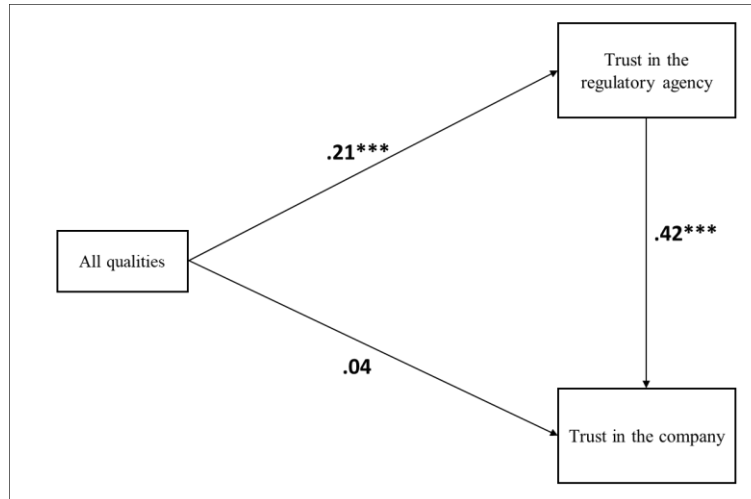 Trust in the
regulatory agency
.21***
.42***
All qualities
.04
Trust in the company